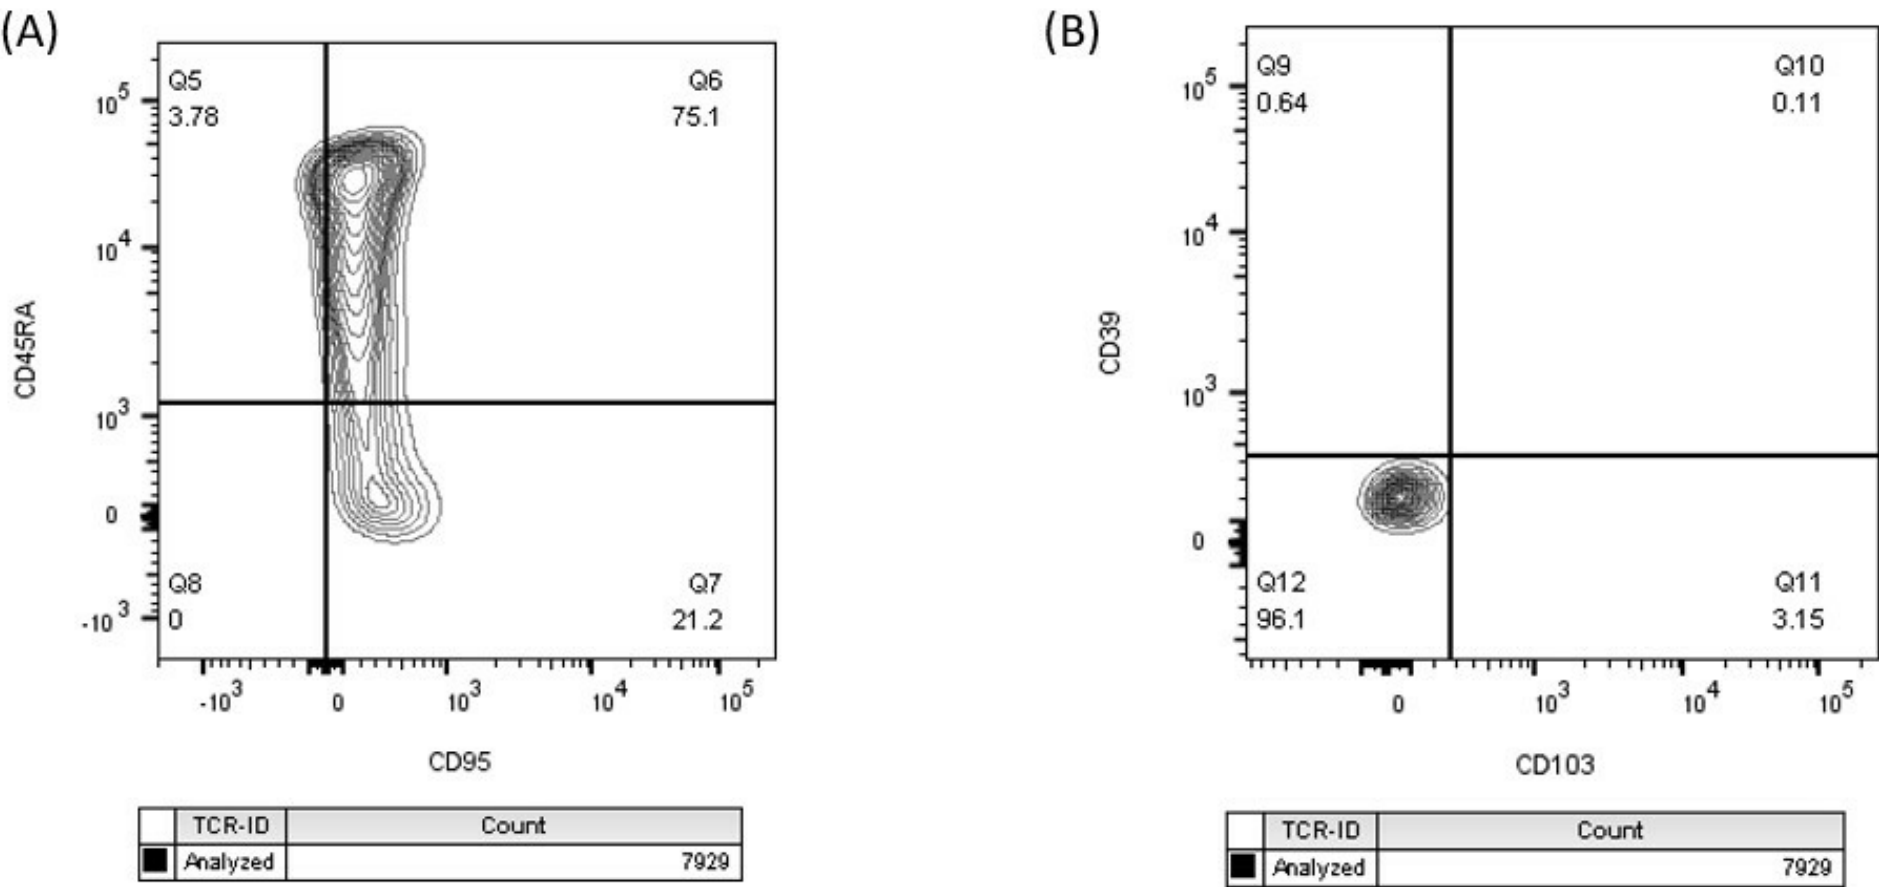 (A)
Q5
3.78
Q6
75.1
10^5
10^4
10^3
0
-10^3
CD45RA
Q8
0
Q7
21.2
-10^3 0 10^3 10^4 10^5
CD95
TCR-ID Count
Analyzed 7929
(B)
Q9
0.64
Q10
0.11
10^5
10^4
10^3
0
CD39
Q12
96.1
Q11
3.15
0 10^3 10^4 10^5
CD103
TCR-ID Count
Analyzed 7929